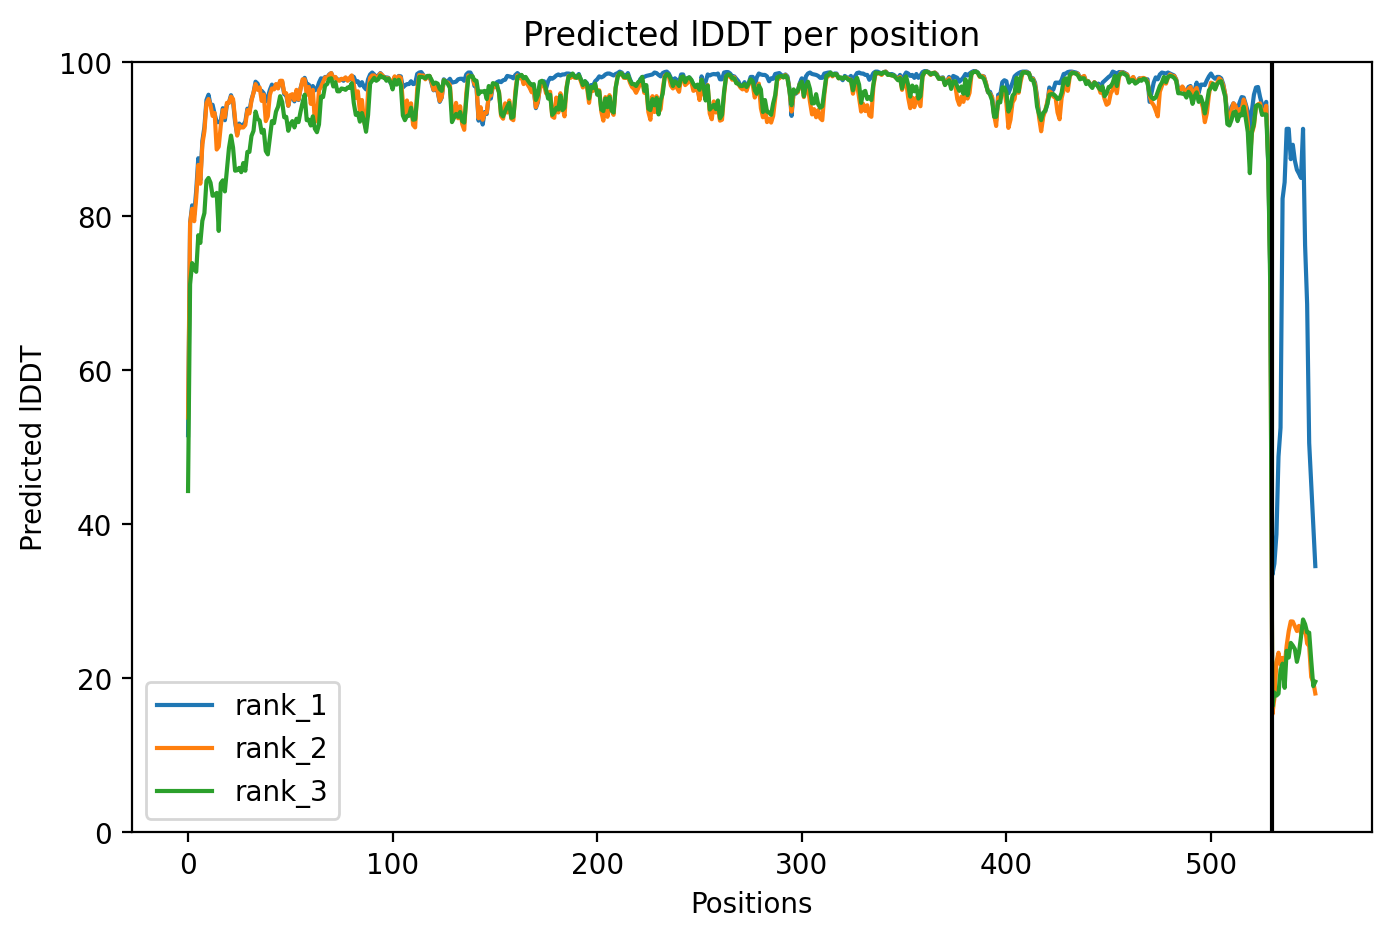 Predicted lDDT per position
100
80
60
40
20
0
Predicted lDDT
rank_1
rank_2
rank_3
0 100 200 300 400 500
Positions